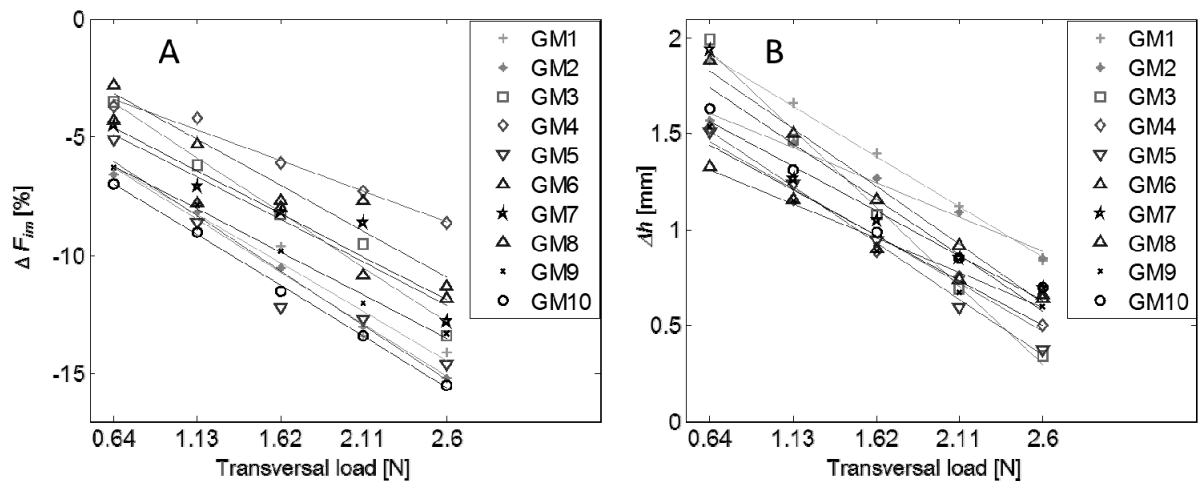 A
0%
-5%
-10%
-15%
Δ F_im [%]
0.64 1.13 1.62 2.11 2.6
Transversal load [N]
GM1
GM2
GM3
GM4
GM5
GM6
GM7
GM8
GM9
GM10
B
2
1.5
1
0.5
0
Δh [mm]
0.64 1.13 1.62 2.11 2.6
Transversal load [N]
GM1
GM2
GM3
GM4
GM5
GM6
GM7
GM8
GM9
GM10